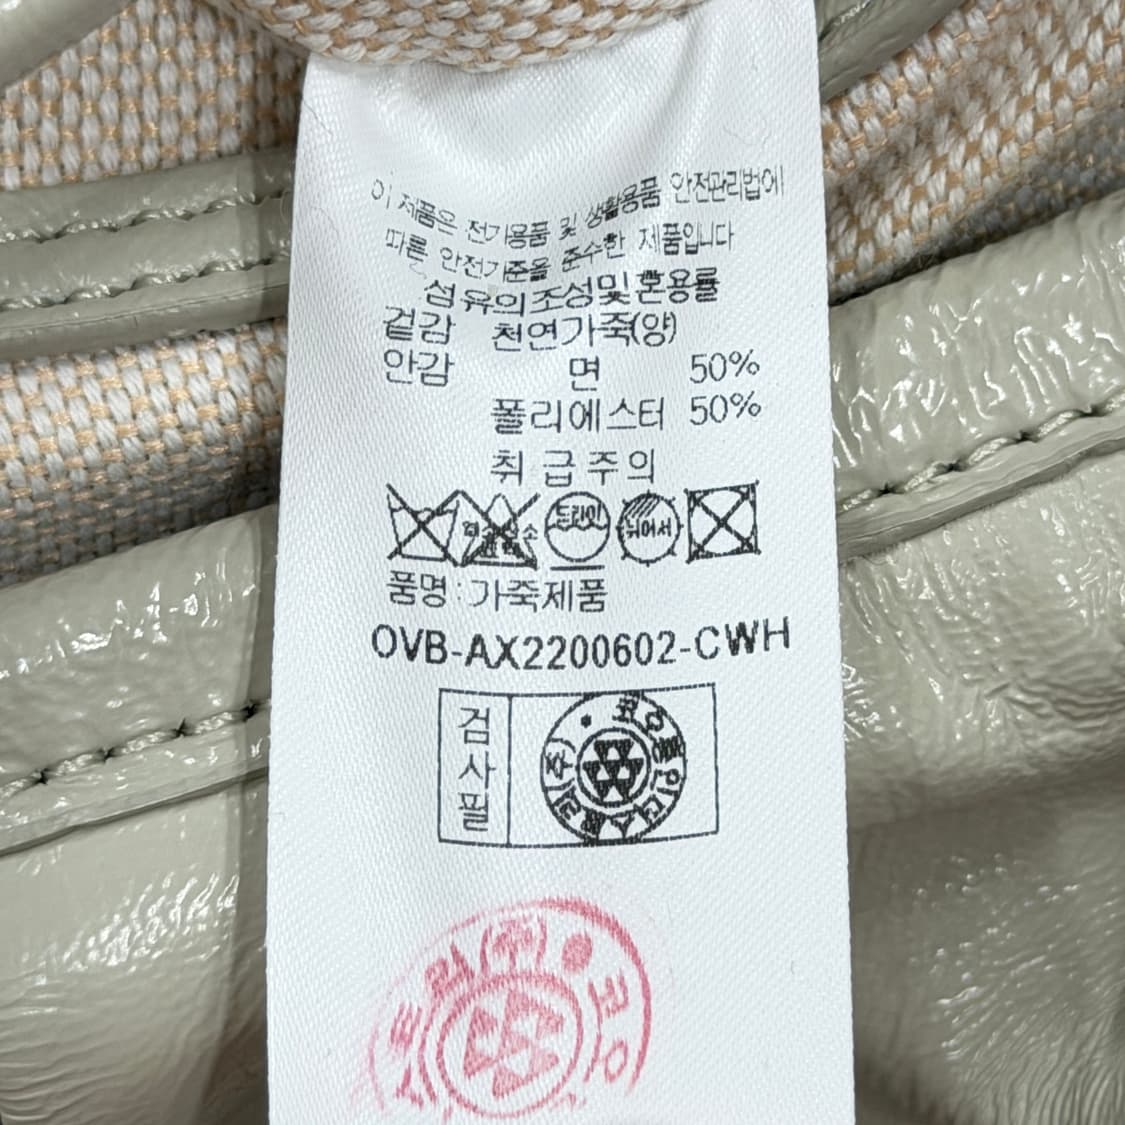 이 제품은 전기용품 및 생활용품 안전관리법에
따른 안전기준을 준수한 제품입니다
섬유의조성및혼용률
겉감 천연가죽(양)
안감 면 50%
폴리에스터 50%
취급주의
드라이
뉘어서
품명:가죽제품
OVB-AX2200602-CWH
검사필